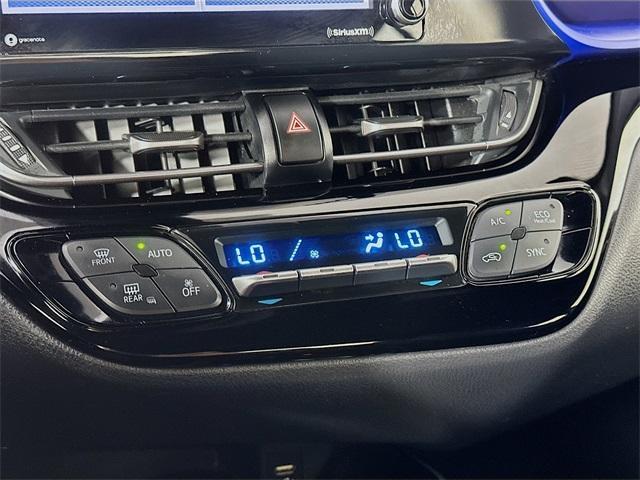 gracenote
SiriusXM
FRONT
AUTO
REAR
OFF
LO
LO
A/C
ECO
Heat/Cool
SYNC